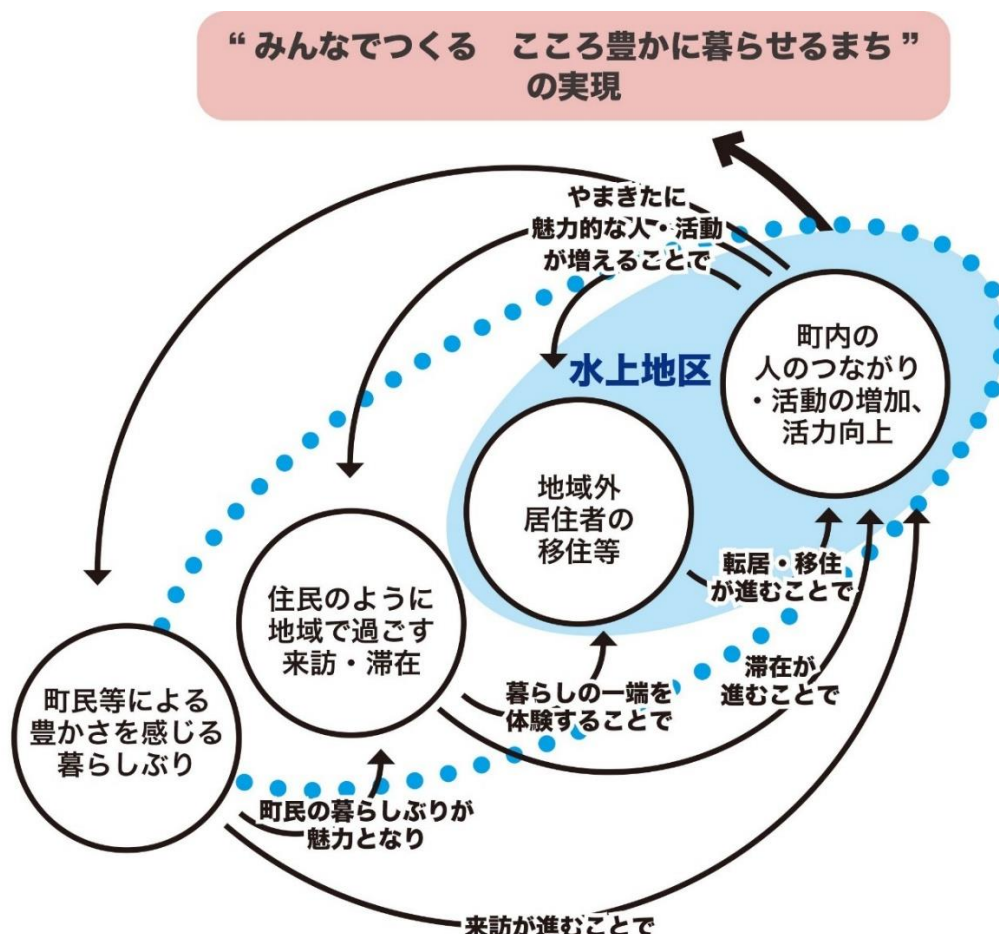 “ みんなでつくる　こころ豊かに暮らせるまち ”
の実現
やまきたに
魅力的な人・活動
が増えることで
水上地区
町内の
人のつながり
・活動の増加、
活力向上
地域外
居住者の
移住等
転居・移住
が進むことで
住民のように
地域で過ごす
来訪・滞在
滞在が
進むことで
暮らしの一端を
体験することで
町民等による
豊かさを感じる
暮らしぶり
町民の暮らしぶりが
魅力となり
来訪が進むことで